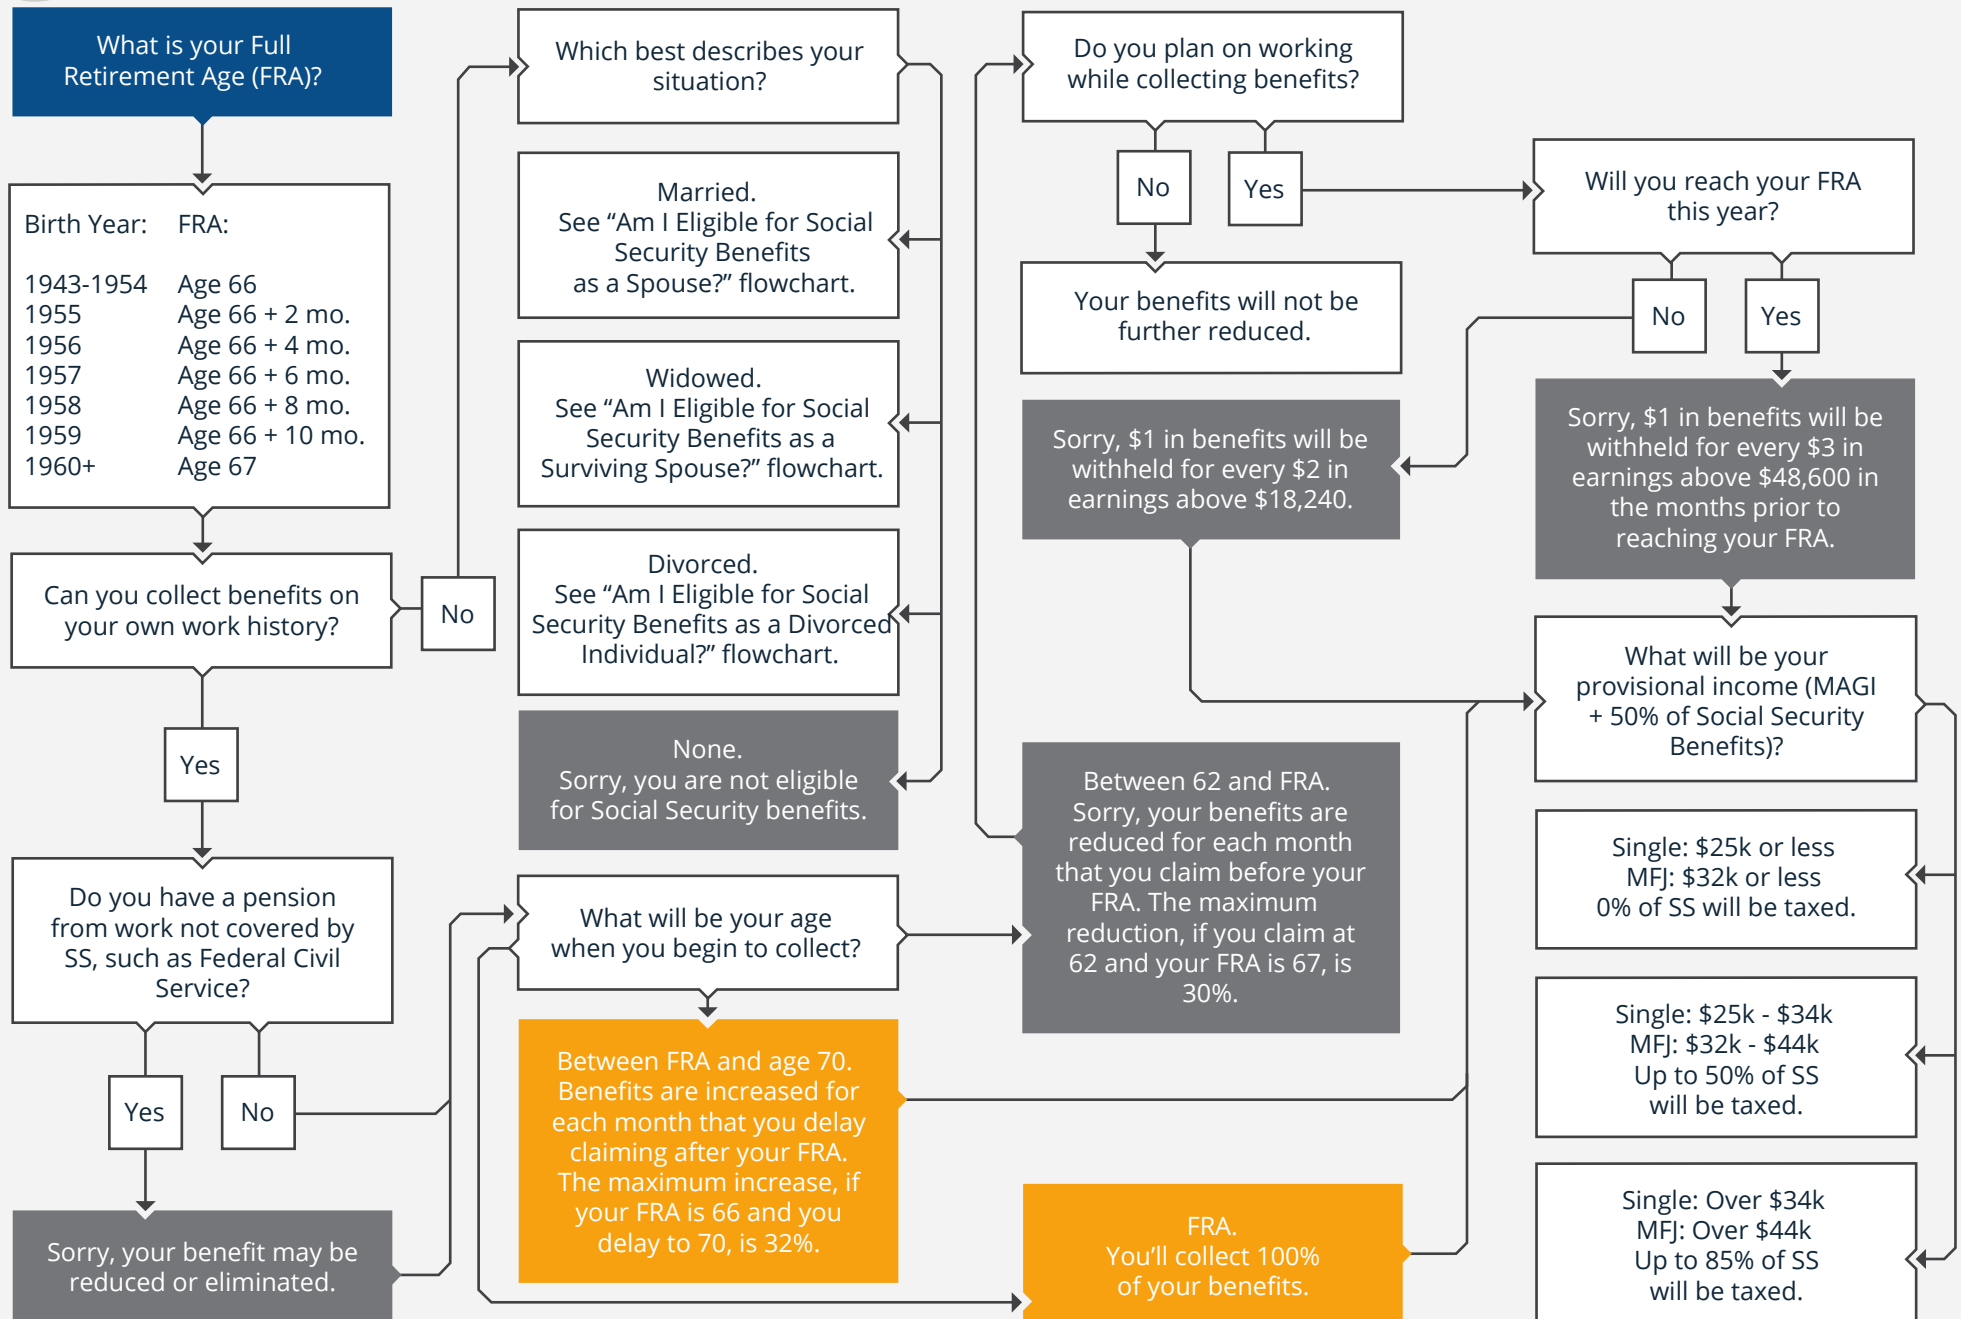 What is your Full
Retirement Age (FRA)?
Birth Year: FRA:
1943-1954 Age 66
1955 Age 66 + 2 mo.
1956 Age 66 + 4 mo.
1957 Age 66 + 6 mo.
1958 Age 66 + 8 mo.
1959 Age 66 + 10 mo.
1960+ Age 67
Can you collect benefits on
your own work history?
No
Yes
Do you have a pension
from work not covered by
SS, such as Federal Civil
Service?
Yes
No
Sorry, your benefit may be
reduced or eliminated.
Which best describes your
situation?
Married.
See “Am I Eligible for Social
Security Benefits
as a Spouse?” flowchart.
Widowed.
See “Am I Eligible for Social
Security Benefits as a
Surviving Spouse?” flowchart.
Divorced.
See “Am I Eligible for Social
Security Benefits as a Divorced
Individual?” flowchart.
None.
Sorry, you are not eligible
for Social Security benefits.
What will be your age
when you begin to collect?
Between FRA and age 70.
Benefits are increased for
each month that you delay
claiming after your FRA.
The maximum increase, if
your FRA is 66 and you
delay to 70, is 32%.
Do you plan on working
while collecting benefits?
No
Yes
Your benefits will not be
further reduced.
Sorry, $1 in benefits will be
withheld for every $2 in
earnings above $18,240.
Between 62 and FRA.
Sorry, your benefits are
reduced for each month
that you claim before your
FRA. The maximum
reduction, if you claim at
62 and your FRA is 67, is
30%.
FRA.
You’ll collect 100%
of your benefits.
Will you reach your FRA
this year?
No
Yes
Sorry, $1 in benefits will be
withheld for every $3 in
earnings above $48,600 in
the months prior to
reaching your FRA.
What will be your
provisional income (MAGI
+ 50% of Social Security
Benefits)?
Single: $25k or less
MFJ: $32k or less
0% of SS will be taxed.
Single: $25k - $34k
MFJ: $32k - $44k
Up to 50% of SS
will be taxed.
Single: Over $34k
MFJ: Over $44k
Up to 85% of SS
will be taxed.